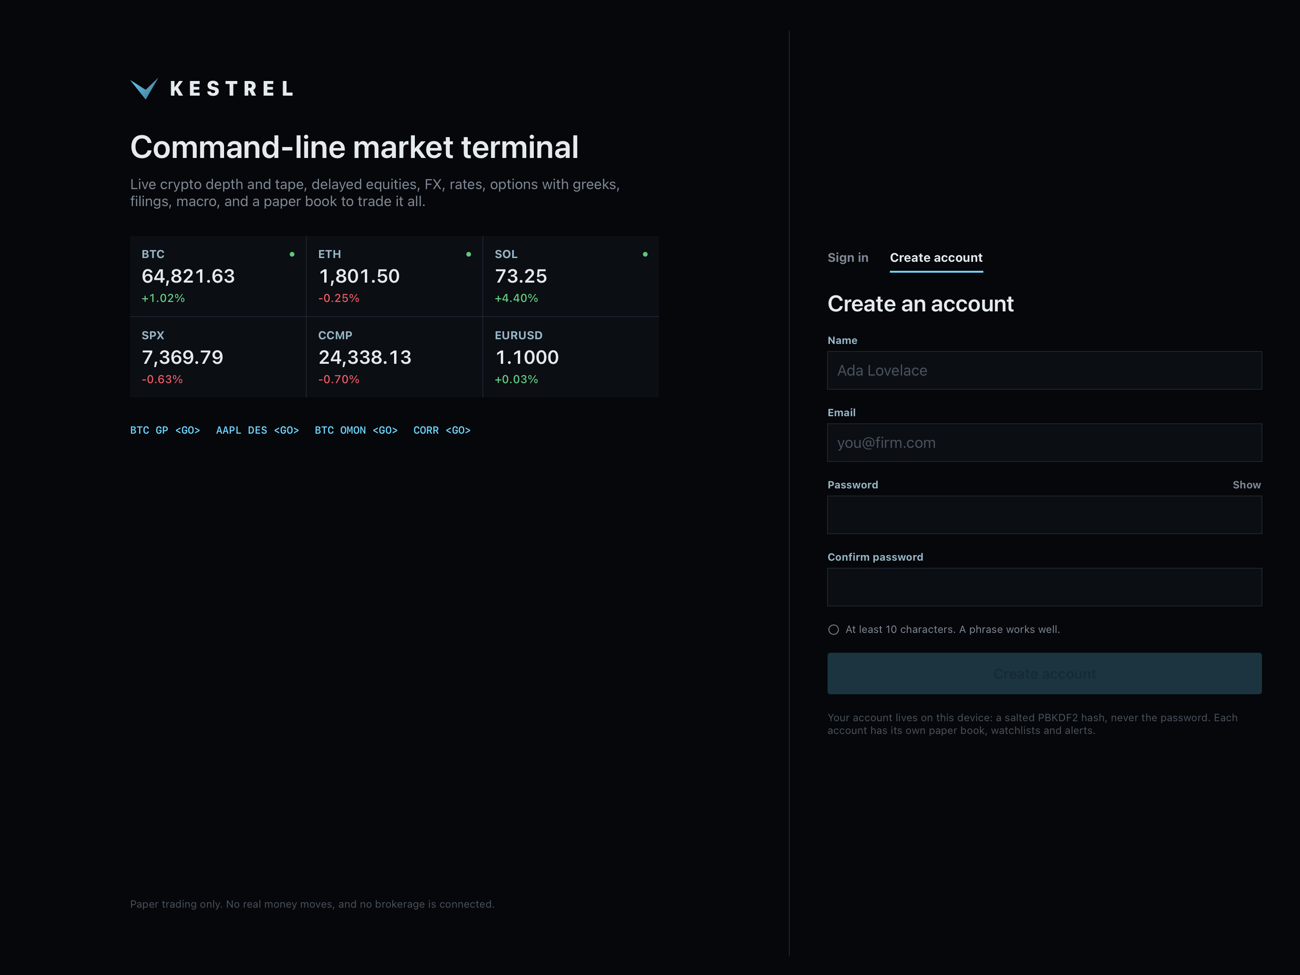 KESTREL
Command-line market terminal
Live crypto depth and tape, delayed equities, FX, rates, options with greeks,
filings, macro, and a paper book to trade it all.
BTC
64,821.63
+1.02%
ETH
1,801.50
-0.25%
SOL
73.25
+4.40%
SPX
7,369.79
-0.63%
CCMP
24,338.13
-0.70%
EURUSD
1.1000
+0.03%
BTC GP <GO> AAPL DES <GO> BTC OMON <GO> CORR <GO>
Paper trading only. No real money moves, and no brokerage is connected.
Sign in Create account
Create an account
Name
Ada Lovelace
Email
you@firm.com
Password Show
Confirm password
At least 10 characters. A phrase works well.
Create account
Your account lives on this device: a salted PBKDF2 hash, never the password. Each
account has its own paper book, watchlists and alerts.